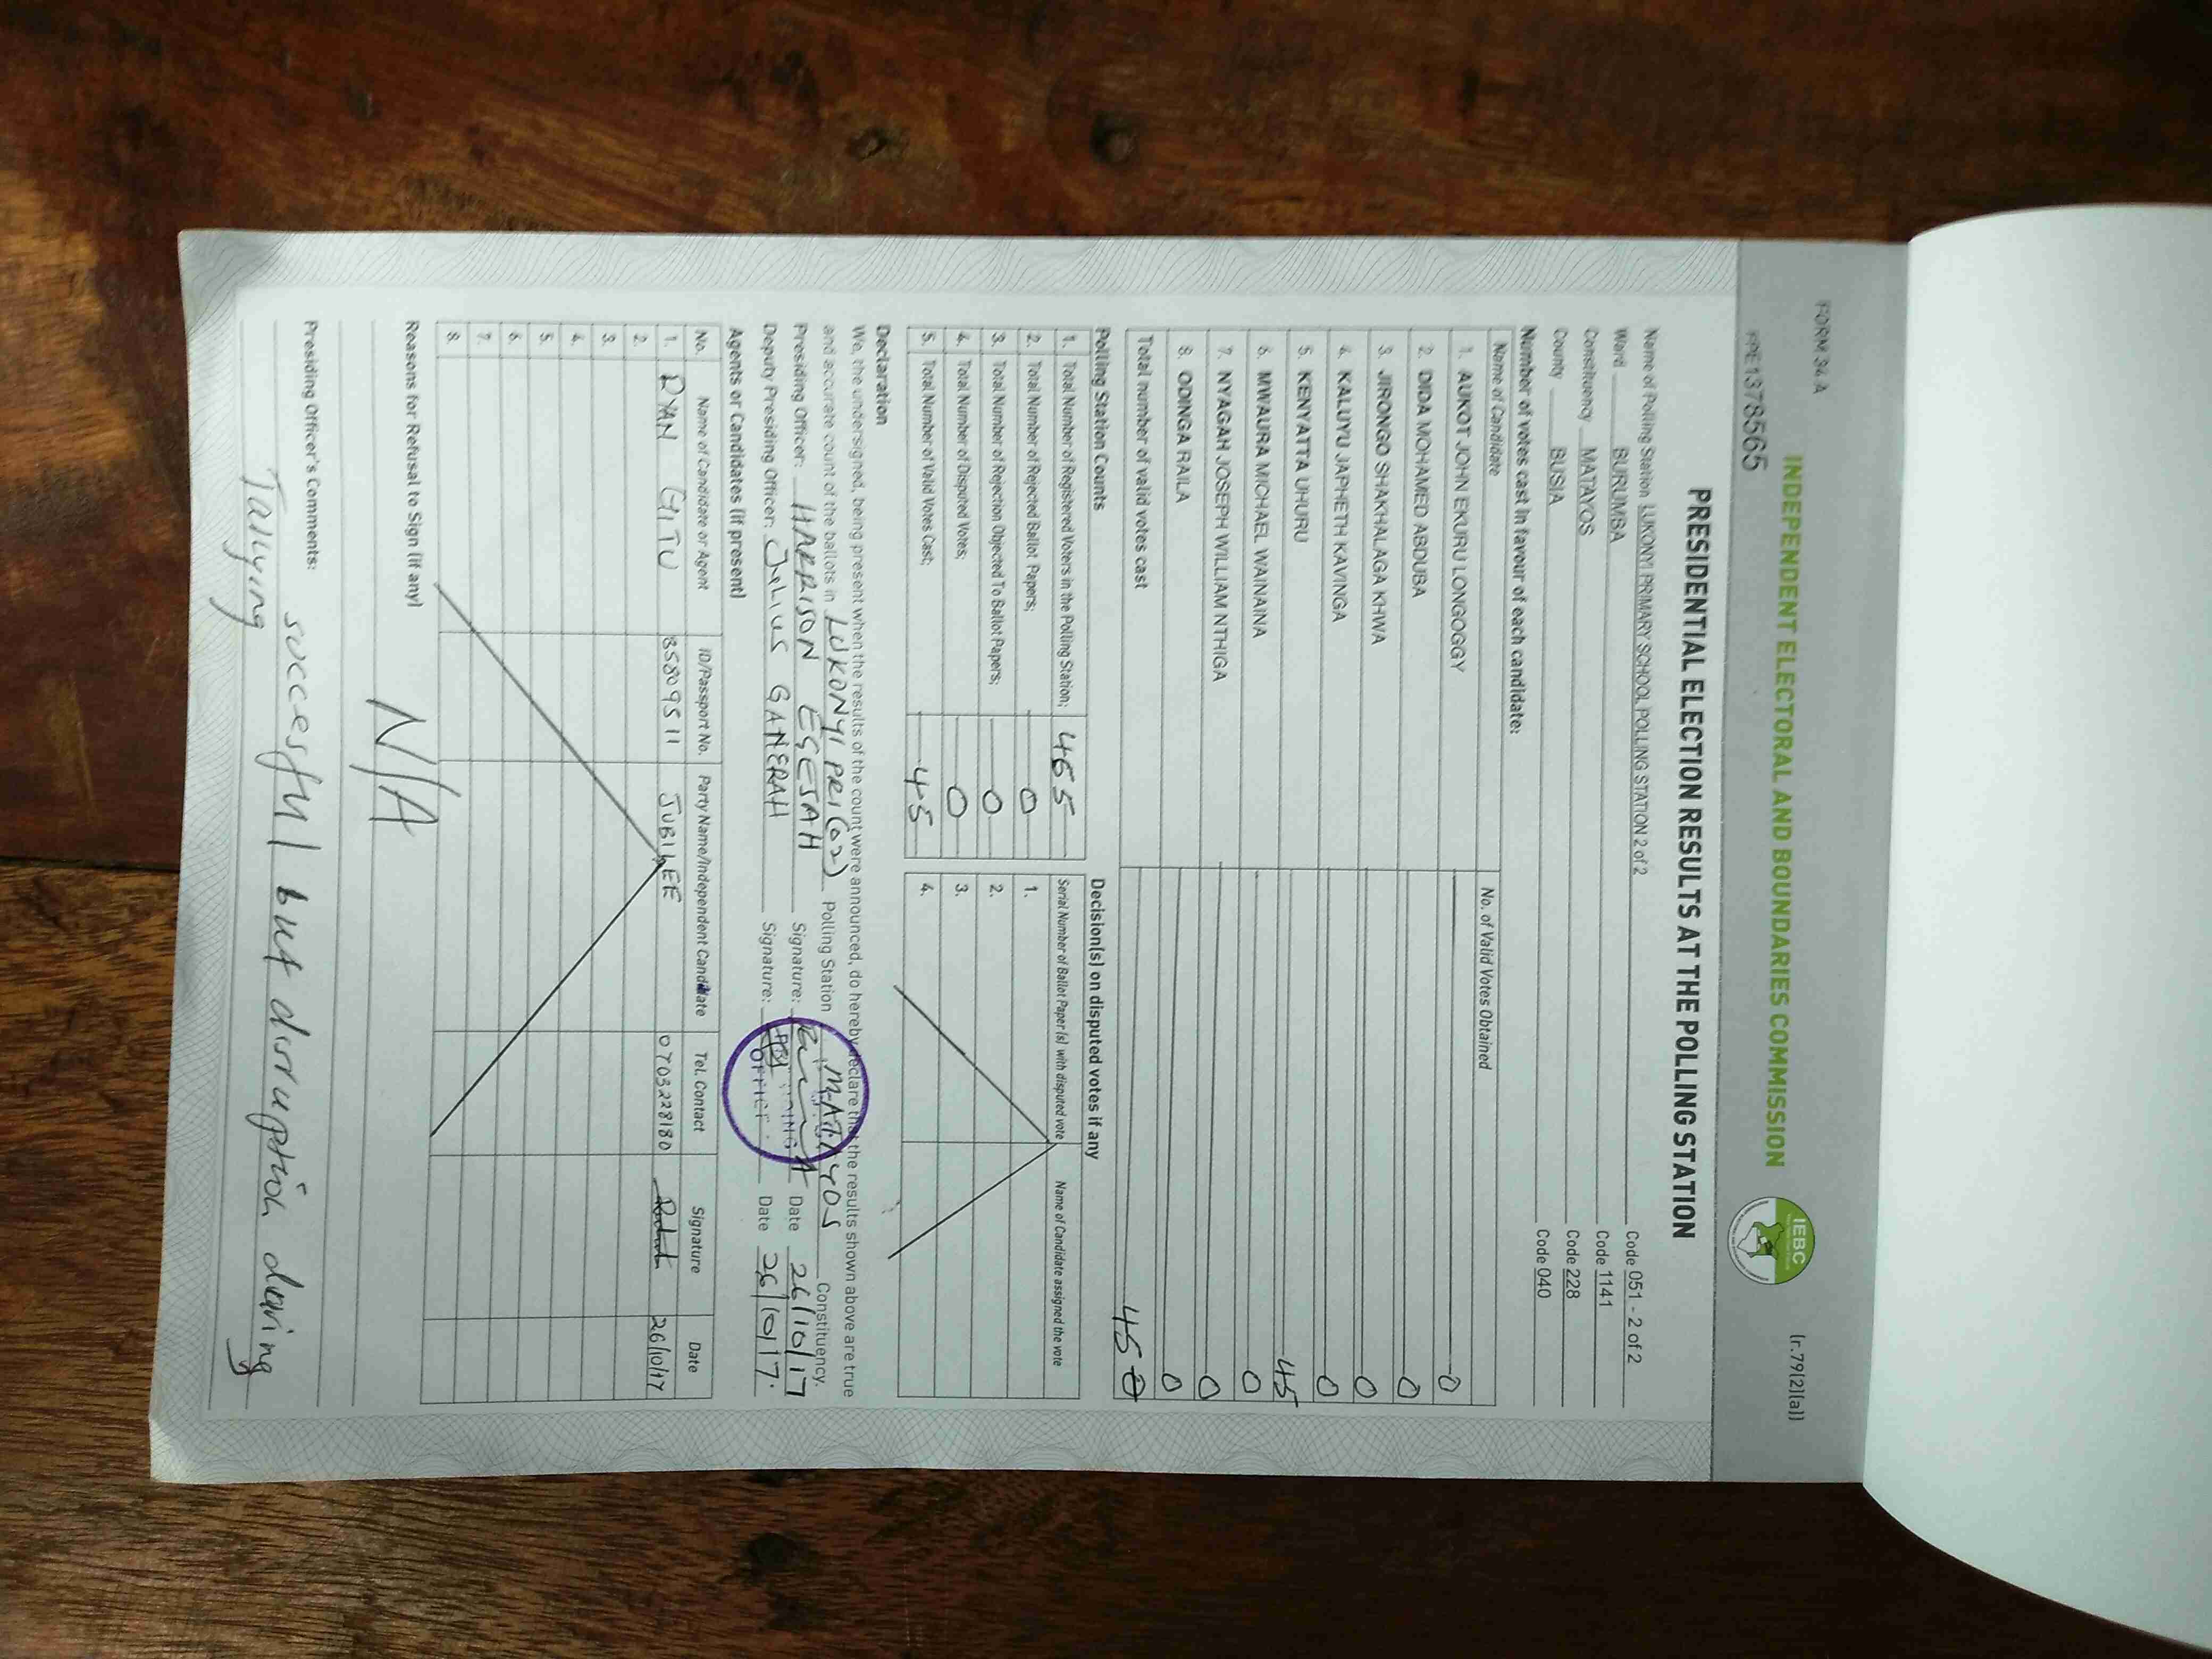 FORM 34 A
(r.79(2)(a))
INDEPENDENT ELECTORAL AND BOUNDARIES COMMISSION
IEBC
PRE1378565
PRESIDENTIAL ELECTION RESULTS AT THE POLLING STATION
Name of Polling Station LUKONYI PRIMARY SCHOOL POLLING STATION 2 of 2 Code 051 - 2 of 2
Ward BURUMBA Code 1141
Constituency MATAYOS Code 228
County BUSIA Code 040
Number of votes cast in favour of each candidate:
Name of Candidate No. of Valid Votes Obtained
1. AUKOT JOHN EKURU LONGOGGY 0
2. DIDA MOHAMED ABDUBA 0
3. JIRONGO SHAKHALAGA KHWA 0
4. KALUYU JAPHETH KAVINGA 0
5. KENYATTA UHURU 45
6. MWAURA MICHAEL WAINAINA 0
7. NYAGAH JOSEPH WILLIAM NTHIGA 0
8. ODINGA RAILA 0
Total number of valid votes cast 45
Polling Station Counts
1. Total Number of Registered Voters in the Polling Station; 465
2. Total Number of Rejected Ballot Papers; 0
3. Total Number of Rejection Objected To Ballot Papers; 0
4. Total Number of Disputed Votes; 0
5. Total Number of Valid Votes Cast; 45
Decision(s) on disputed votes if any
Serial Number of Ballot Paper (s) with disputed vote Name of Candidate assigned the vote
1.
2.
3.
4.
Declaration
We, the undersigned, being present when the results of the count were announced, do hereby declare that the results shown above are true
and accurate count of the ballots in LUKONYI PRI (02) Polling Station MATAYOS Constituency.
Presiding Officer: HARRISON EGESAH Signature: Date 26/10/17
Deputy Presiding Officer: Julius GANERAH Signature: Date 26/10/17.
PRESIDING
OFFICER
Agents or Candidates (if present)
No. Name of Candidate or Agent ID/Passport No. Party Name/Independent Candidate Tel. Contact Signature Date
1. DYAN GITU 35809511 JUBILEE 0703228180 26/10/17
2.
3.
4.
5.
6.
7.
8.
Reasons for Refusal to Sign (if any)
N/A
Presiding Officer's Comments:
succesful but disruption during
Tallying